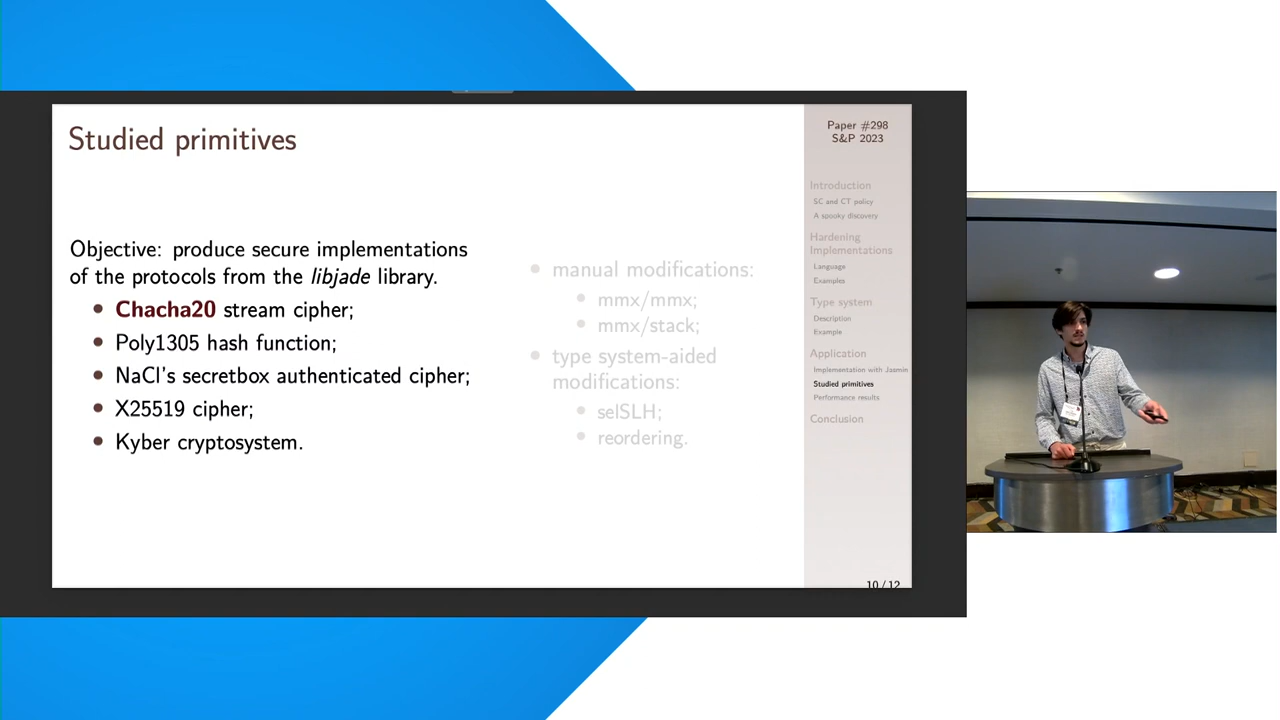 Studied primitives
Objective: produce secure implementations
of the protocols from the libjade library.
• Chacha20 stream cipher;
• Poly1305 hash function;
• NaCl's secretbox authenticated cipher;
• X25519 cipher;
• Kyber cryptosystem.
• manual modifications:
• mmx/mmx;
• mmx/stack;
• type system-aided
modifications:
• selSLH;
• reordering.
Paper #298
S&P 2023
Introduction
SC and CT policy
A spooky discovery
Hardening
Implementations
Language
Examples
Type system
Description
Example
Application
Implementation with Jasmin
Studied primitives
Performance results
Conclusion
10 / 12